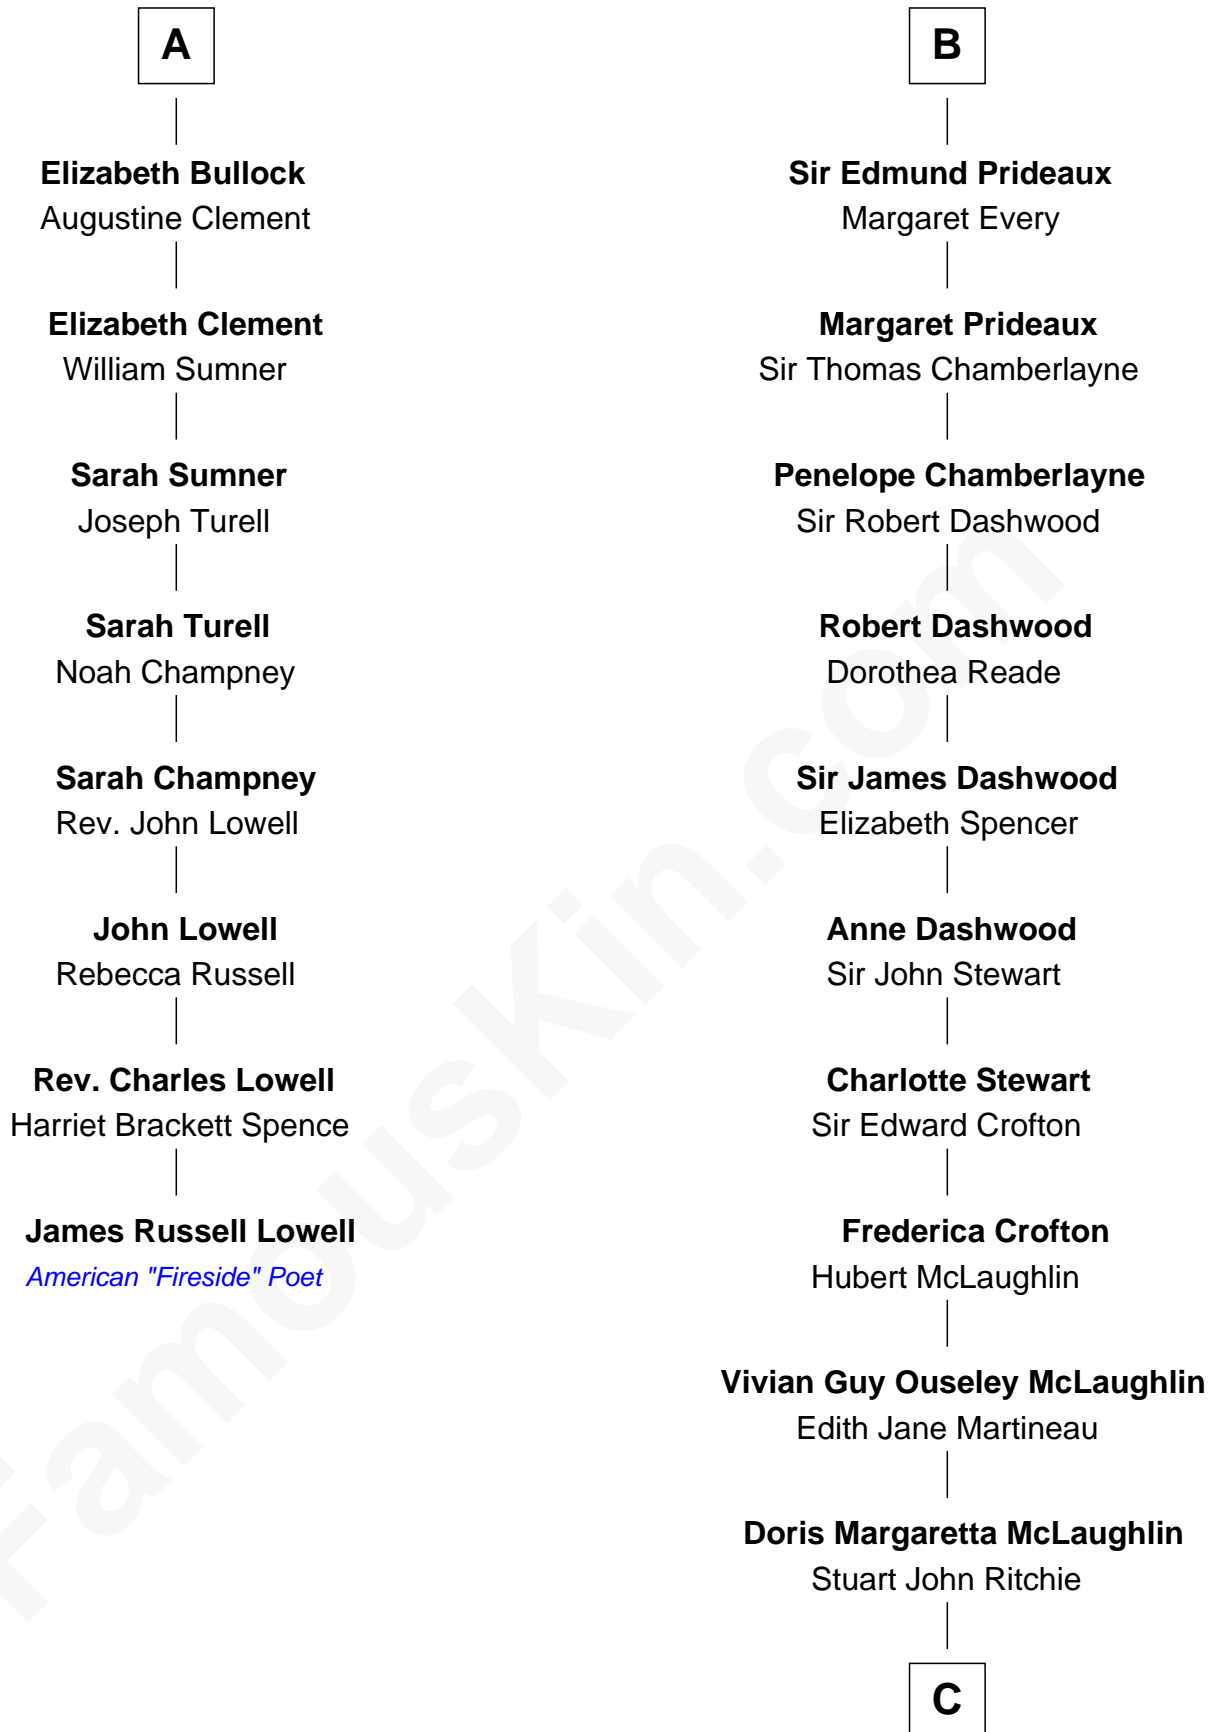 A
Elizabeth Bullock
Augustine Clement
Elizabeth Clement
William Sumner
Sarah Sumner
Joseph Turell
Sarah Turell
Noah Champney
Sarah Champney
Rev. John Lowell
John Lowell
Rebecca Russell
Rev. Charles Lowell
Harriet Brackett Spence
James Russell Lowell
American "Fireside" Poet
B
Sir Edmund Prideaux
Margaret Every
Margaret Prideaux
Sir Thomas Chamberlayne
Penelope Chamberlayne
Sir Robert Dashwood
Robert Dashwood
Dorothea Reade
Sir James Dashwood
Elizabeth Spencer
Anne Dashwood
Sir John Stewart
Charlotte Stewart
Sir Edward Crofton
Frederica Crofton
Hubert McLaughlin
Vivian Guy Ouseley McLaughlin
Edith Jane Martineau
Doris Margaretta McLaughlin
Stuart John Ritchie
C
FamousKin.com